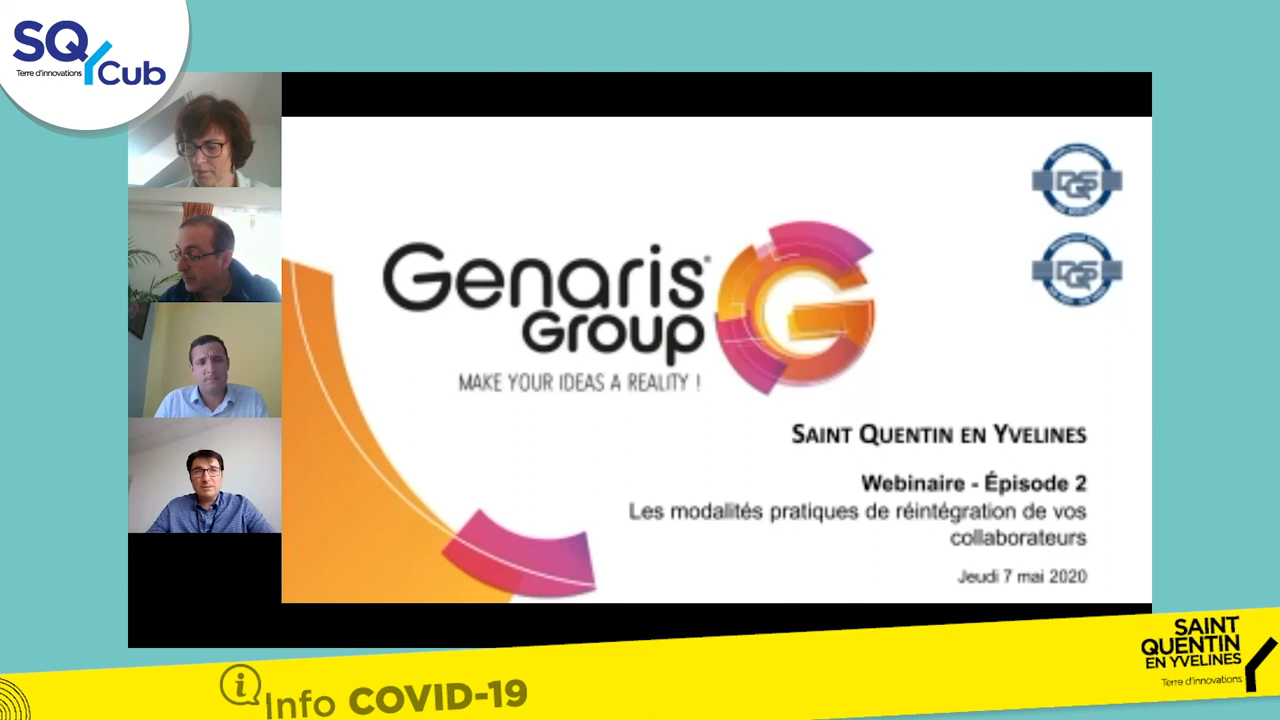 SQY Cub
Terre d'innovations
Genaris
Group
MAKE YOUR IDEAS A REALITY !
SAINT QUENTIN EN YVELINES
Webinaire - Épisode 2
Les modalités pratiques de réintégration de vos
collaborateurs
Jeudi 7 mai 2020
i Info COVID-19
SAINT
QUENTIN
EN YVELINES
Terre d'innovations